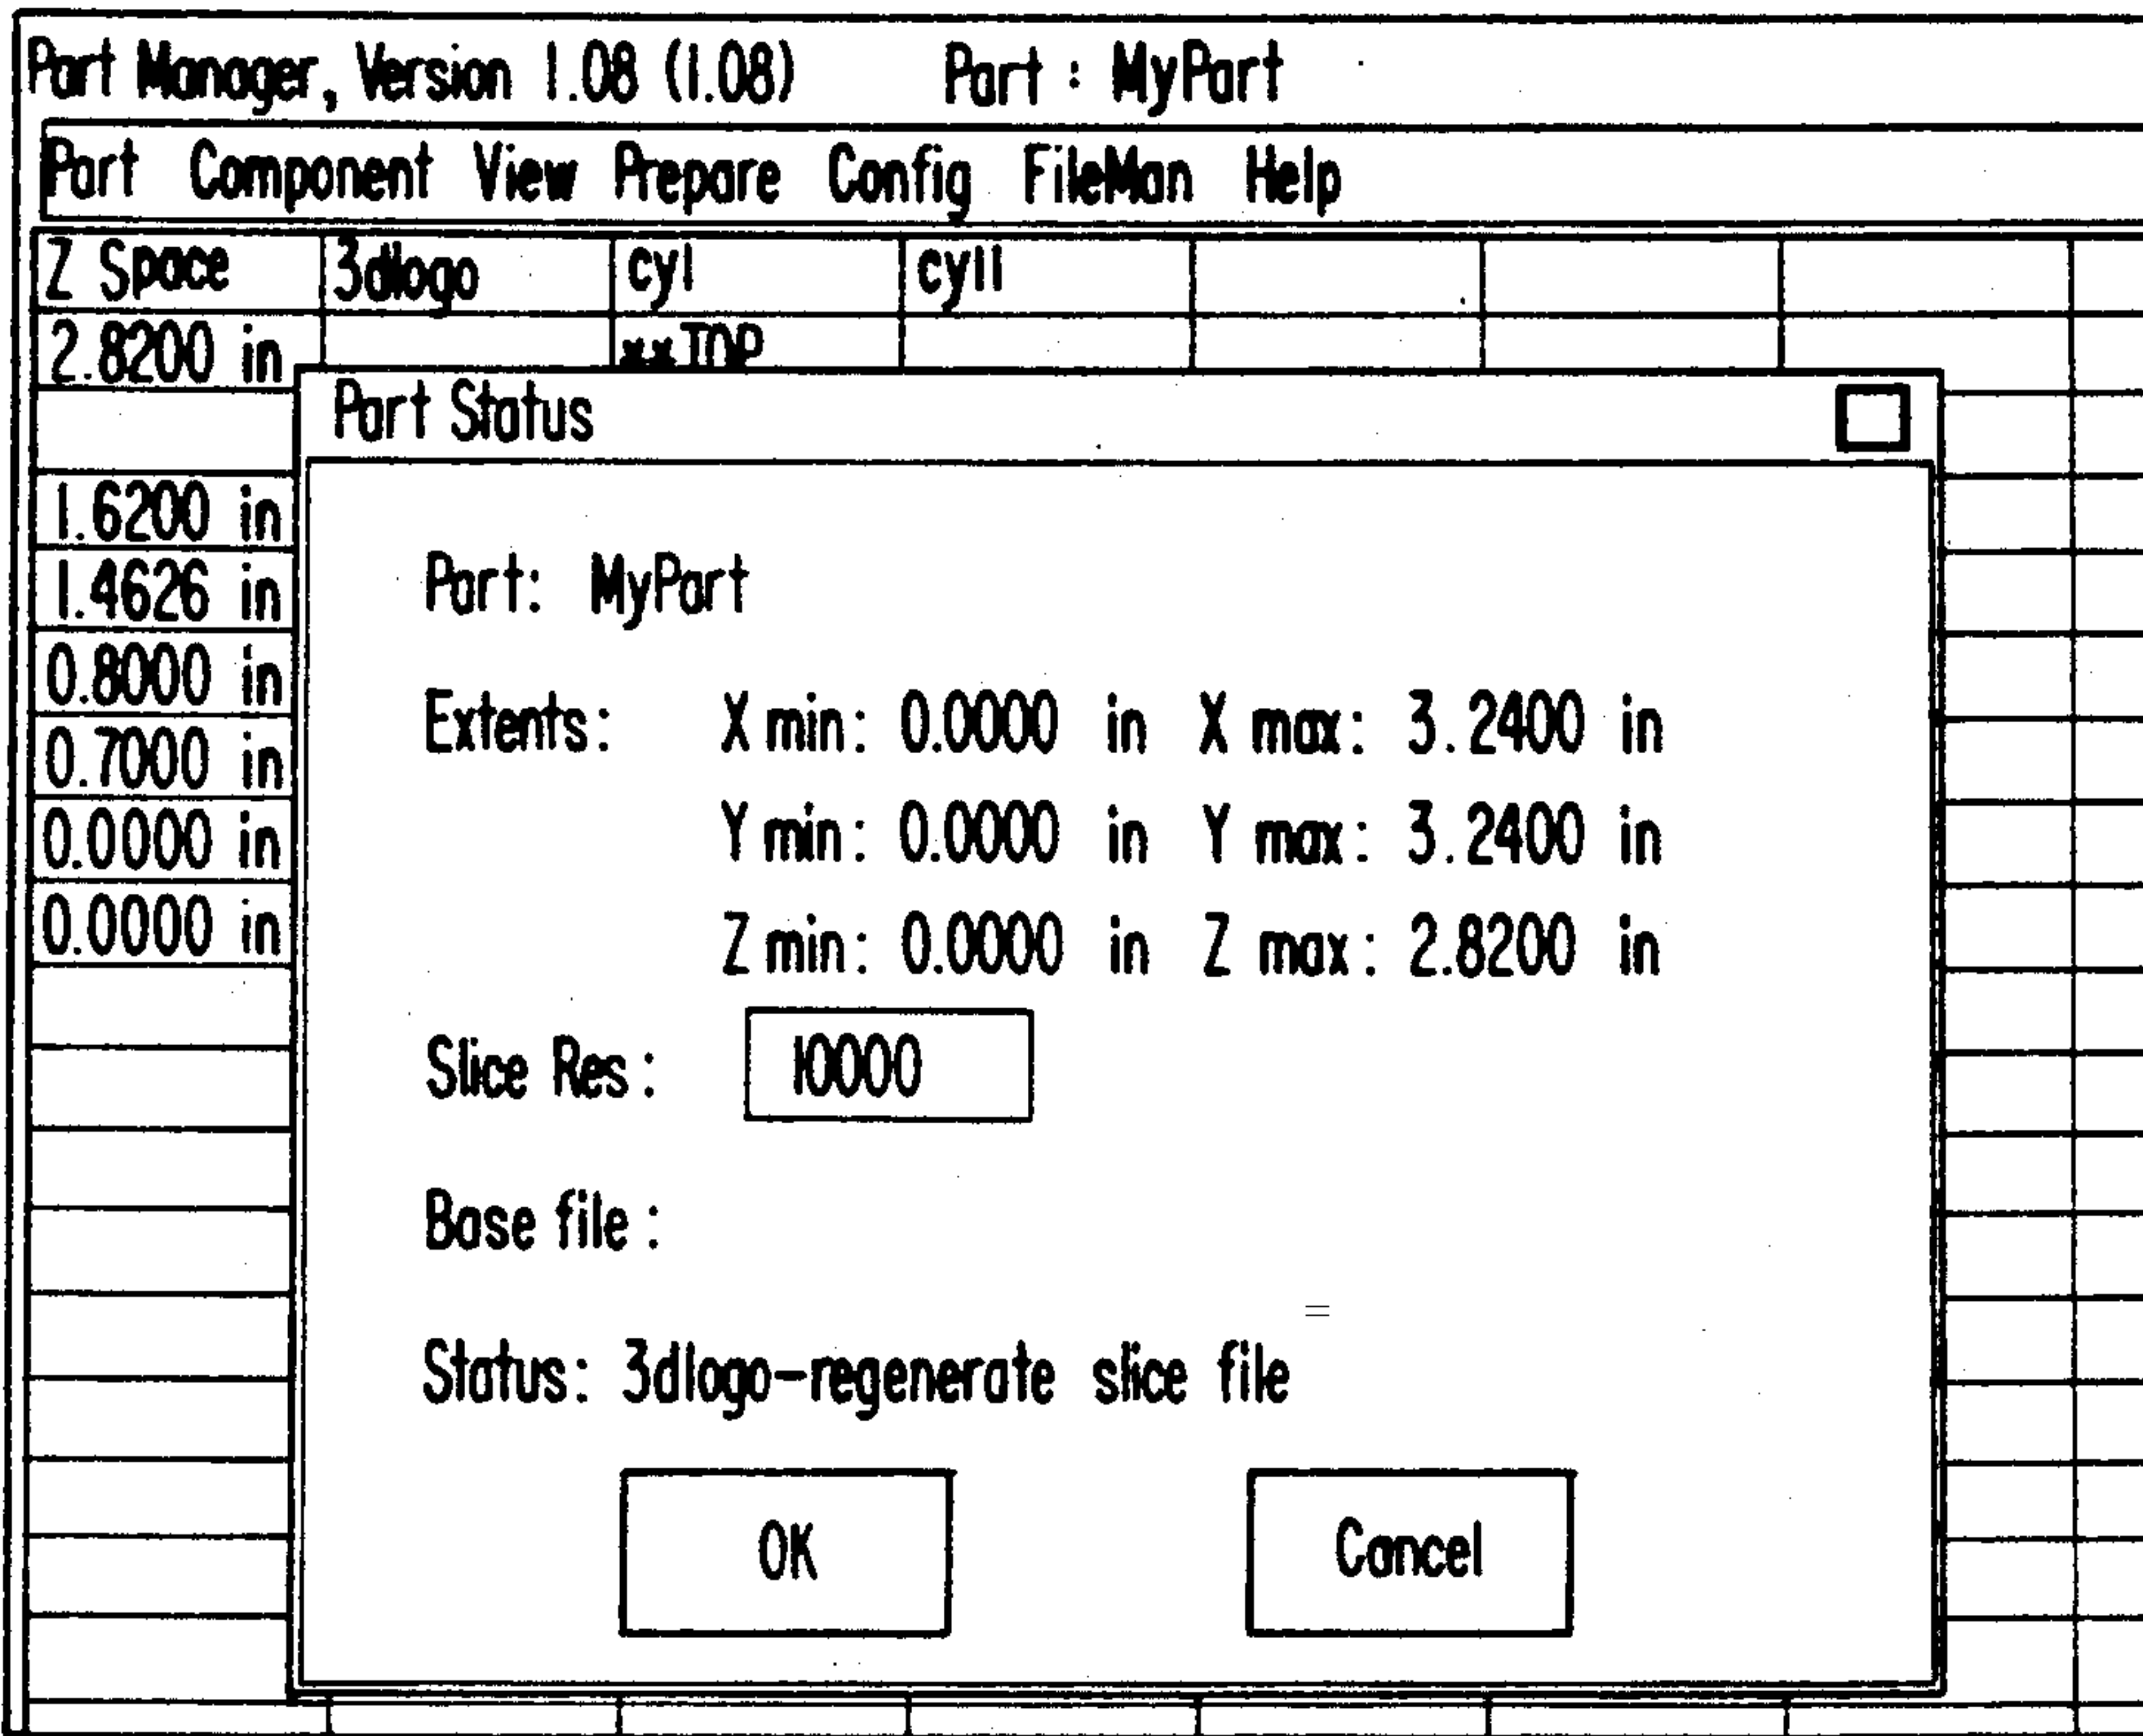 Part Manager, Version 1.08 (1.08) Part : MyPart
Part Component View Prepare Config FileMan Help
Z Space 3dlogo cyl cyl1
2.8200 in xxTOP
Part Status
1.6200 in
1.4626 in
0.8000 in
0.7000 in
0.0000 in
0.0000 in
Part: MyPart
Extents: X min: 0.0000 in X max: 3.2400 in
Y min: 0.0000 in Y max: 3.2400 in
Z min: 0.0000 in Z max: 2.8200 in
Slice Res: 10000
Base file:
Status: 3dlogo-regenerate slice file
OK Cancel